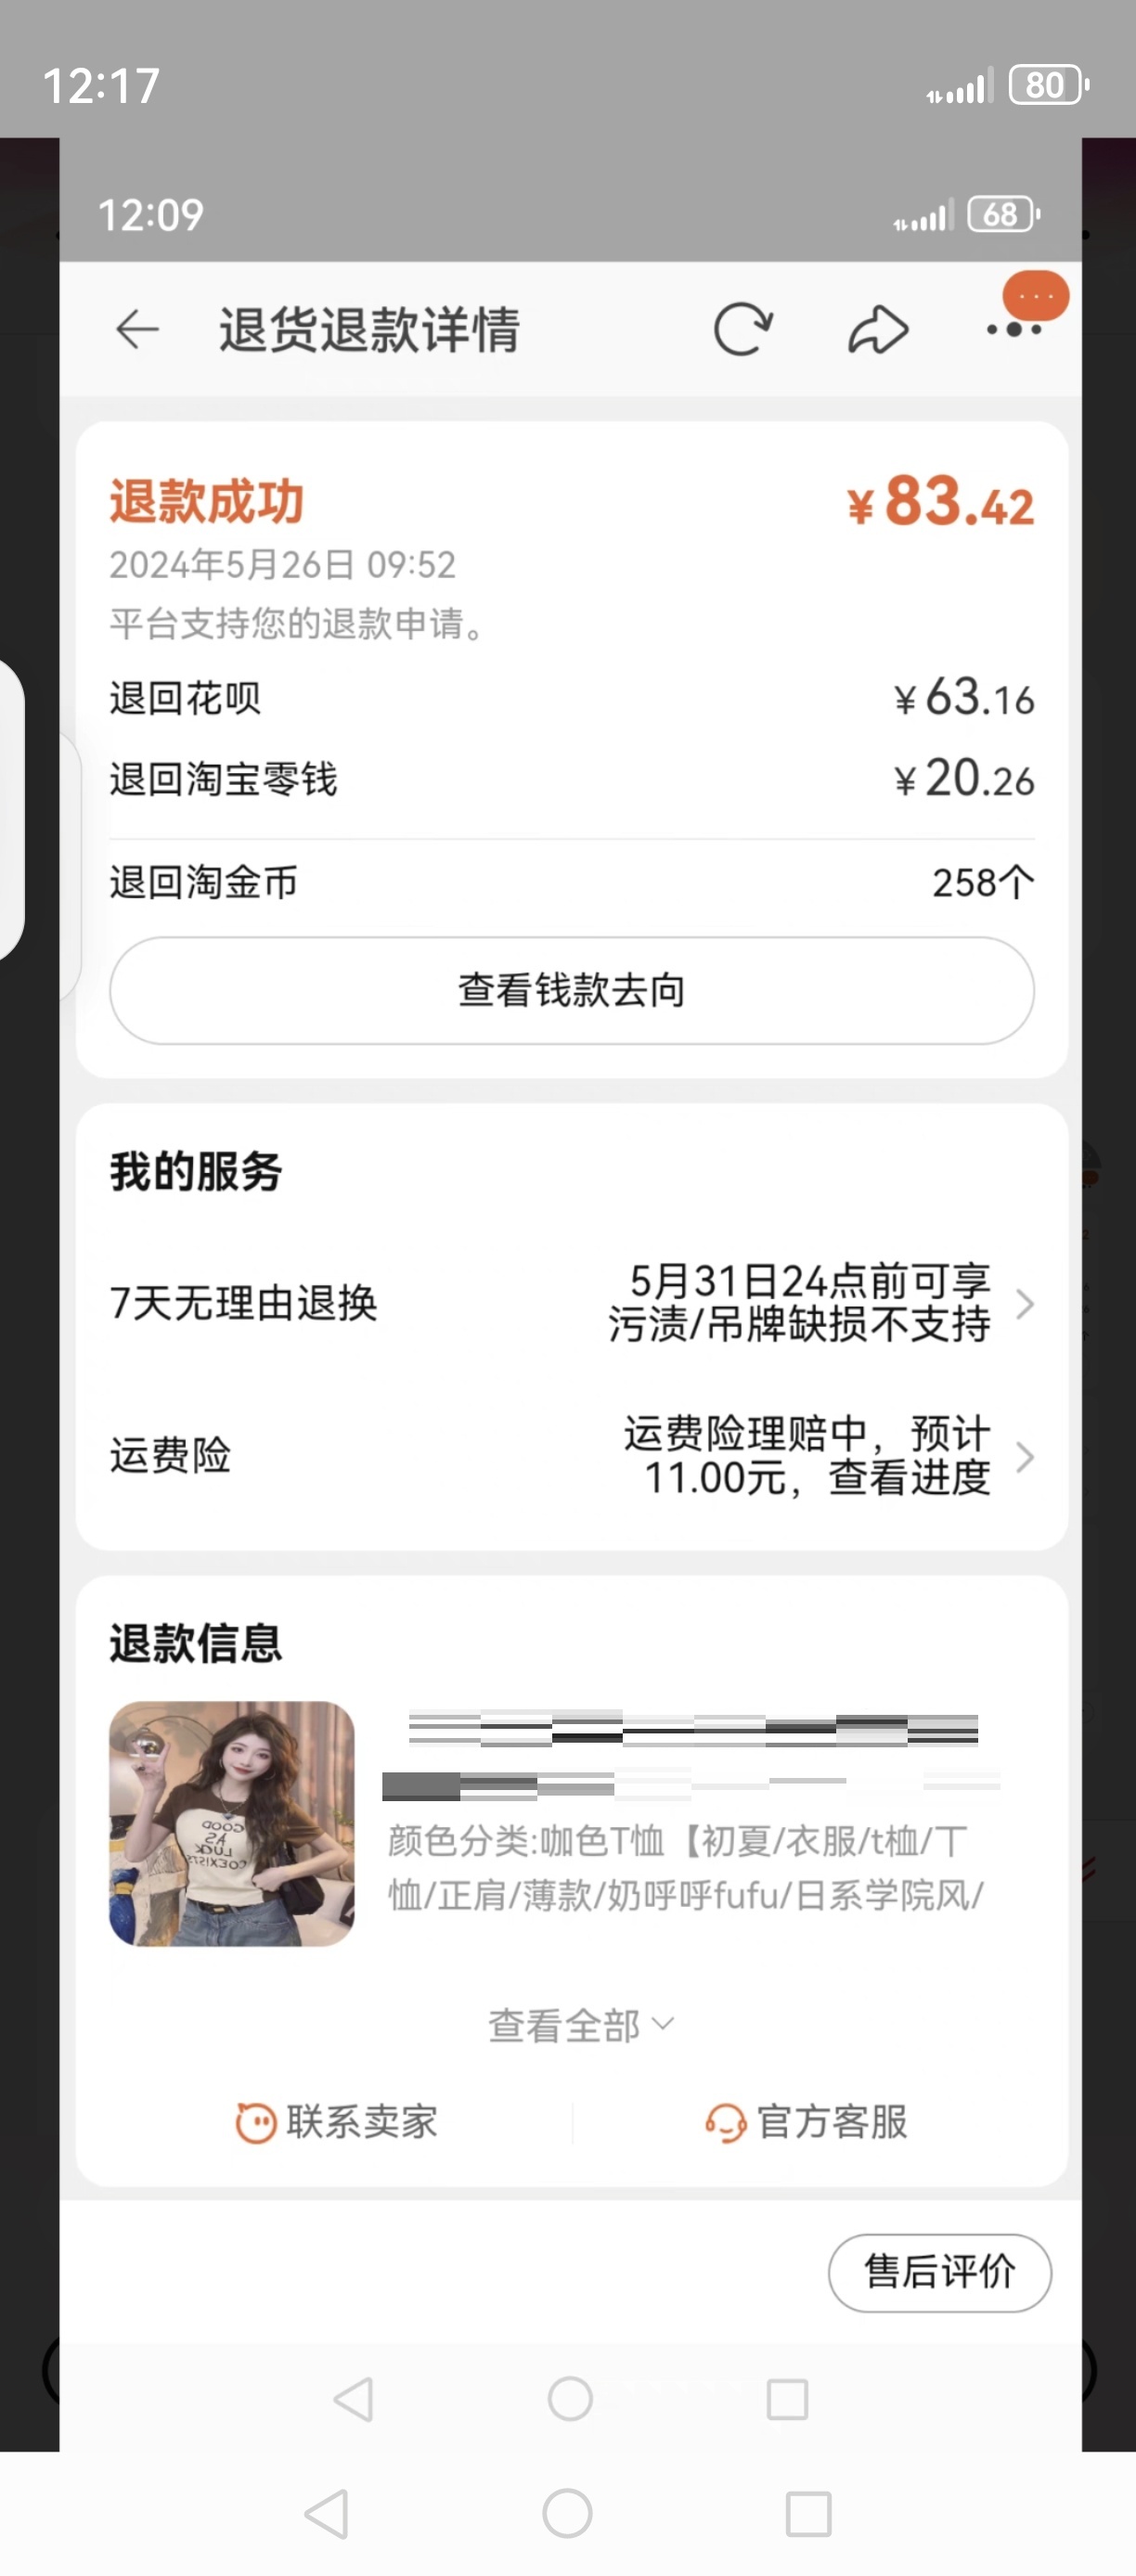 12:17
80
12:09
68
退货退款详情
退款成功
¥83.42
2024年5月26日 09:52
平台支持您的退款申请。
退回花呗
¥63.16
退回淘宝零钱
¥20.26
退回淘金币
258个
查看钱款去向
我的服务
7天无理由退换
5月31日24点前可享
污渍/吊牌缺损不支持
运费险
运费险理赔中，预计
11.00元，查看进度
退款信息
GOOD
AS
LUCK
COEXISTS
颜色分类:咖色T恤【初夏/衣服/t桖/丅
恤/正肩/薄款/奶呼呼fufu/日系学院风/
查看全部
联系卖家
官方客服
售后评价